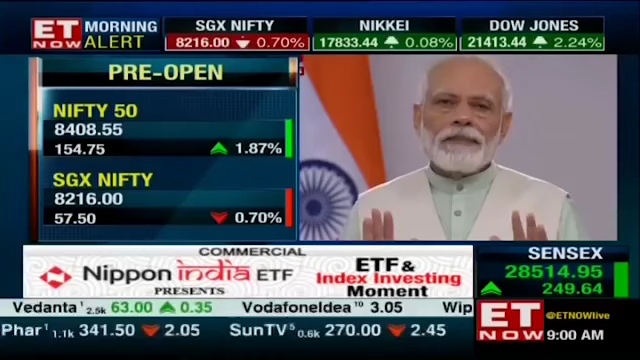 ET NOW
MORNING ALERT
SGX NIFTY
8216.00 0.70%
NIKKEI
17833.44 0.08%
DOW JONES
21413.44 2.24%
PRE-OPEN
NIFTY 50
8408.55
154.75 1.87%
SGX NIFTY
8216.00
57.50 0.70%
COMMERCIAL
Nippon india ETF
PRESENTS
ETF &
Index Investing
Moment
SENSEX
28514.95
249.64
Vedanta 2.5k 63.00 0.35 VodafoneIdea 10 3.05 Wip
Phar 1.1k 341.50 2.05 SunTV 5 0.6k 270.00 2.45
ET NOW
@ETNOWlive
9:00 AM